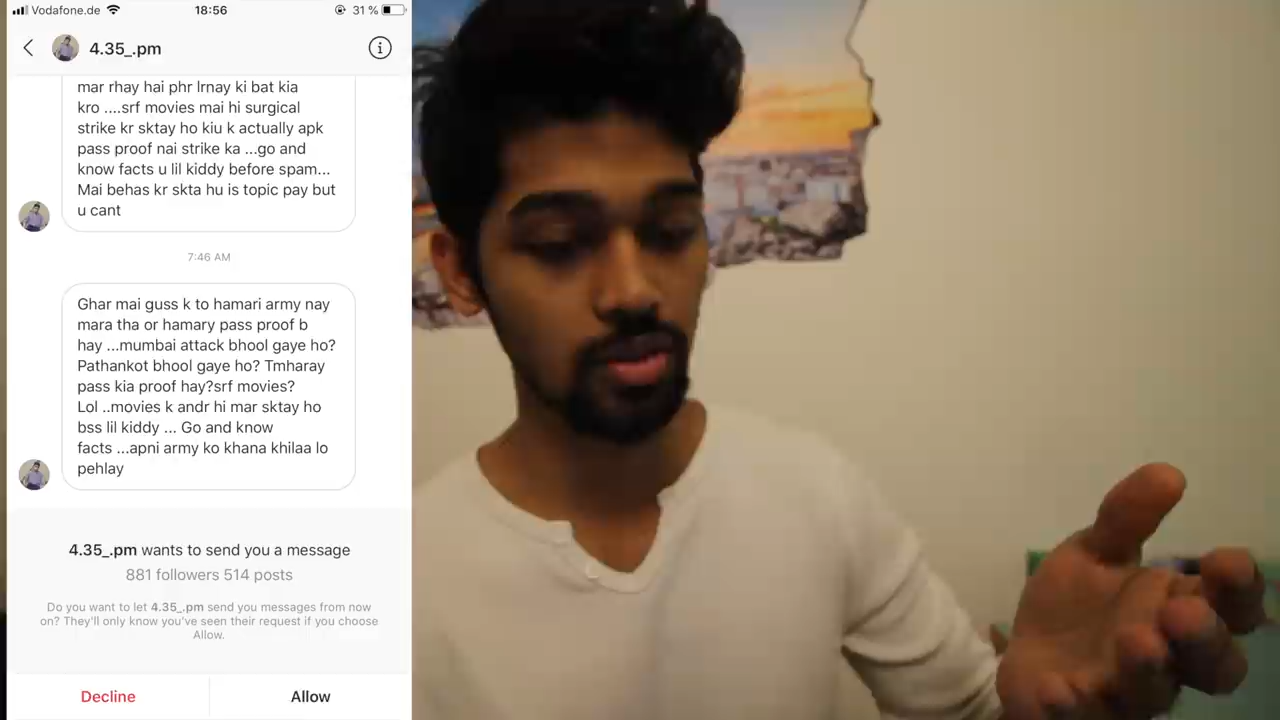 Vodafone.de
18:56
31 %
4.35_.pm
mar rhay hai phr lrnay ki bat kia
kro ....srf movies mai hi surgical
strike kr sktay ho kiu k actually apk
pass proof nai strike ka ...go and
know facts u lil kiddy before spam...
Mai behas kr skta hu is topic pay but
u cant
7:46 AM
Ghar mai guss k to hamari army nay
mara tha or hamary pass proof b
hay ...mumbai attack bhool gaye ho?
Pathankot bhool gaye ho? Tmharay
pass kia proof hay?srf movies?
Lol ..movies k andr hi mar sktay ho
bss lil kiddy ... Go and know
facts ...apni army ko khana khilaa lo
pehlay
4.35_.pm wants to send you a message
881 followers 514 posts
Do you want to let 4.35_.pm send you messages from now
on? They'll only know you've seen their request if you choose
Allow.
Decline
Allow